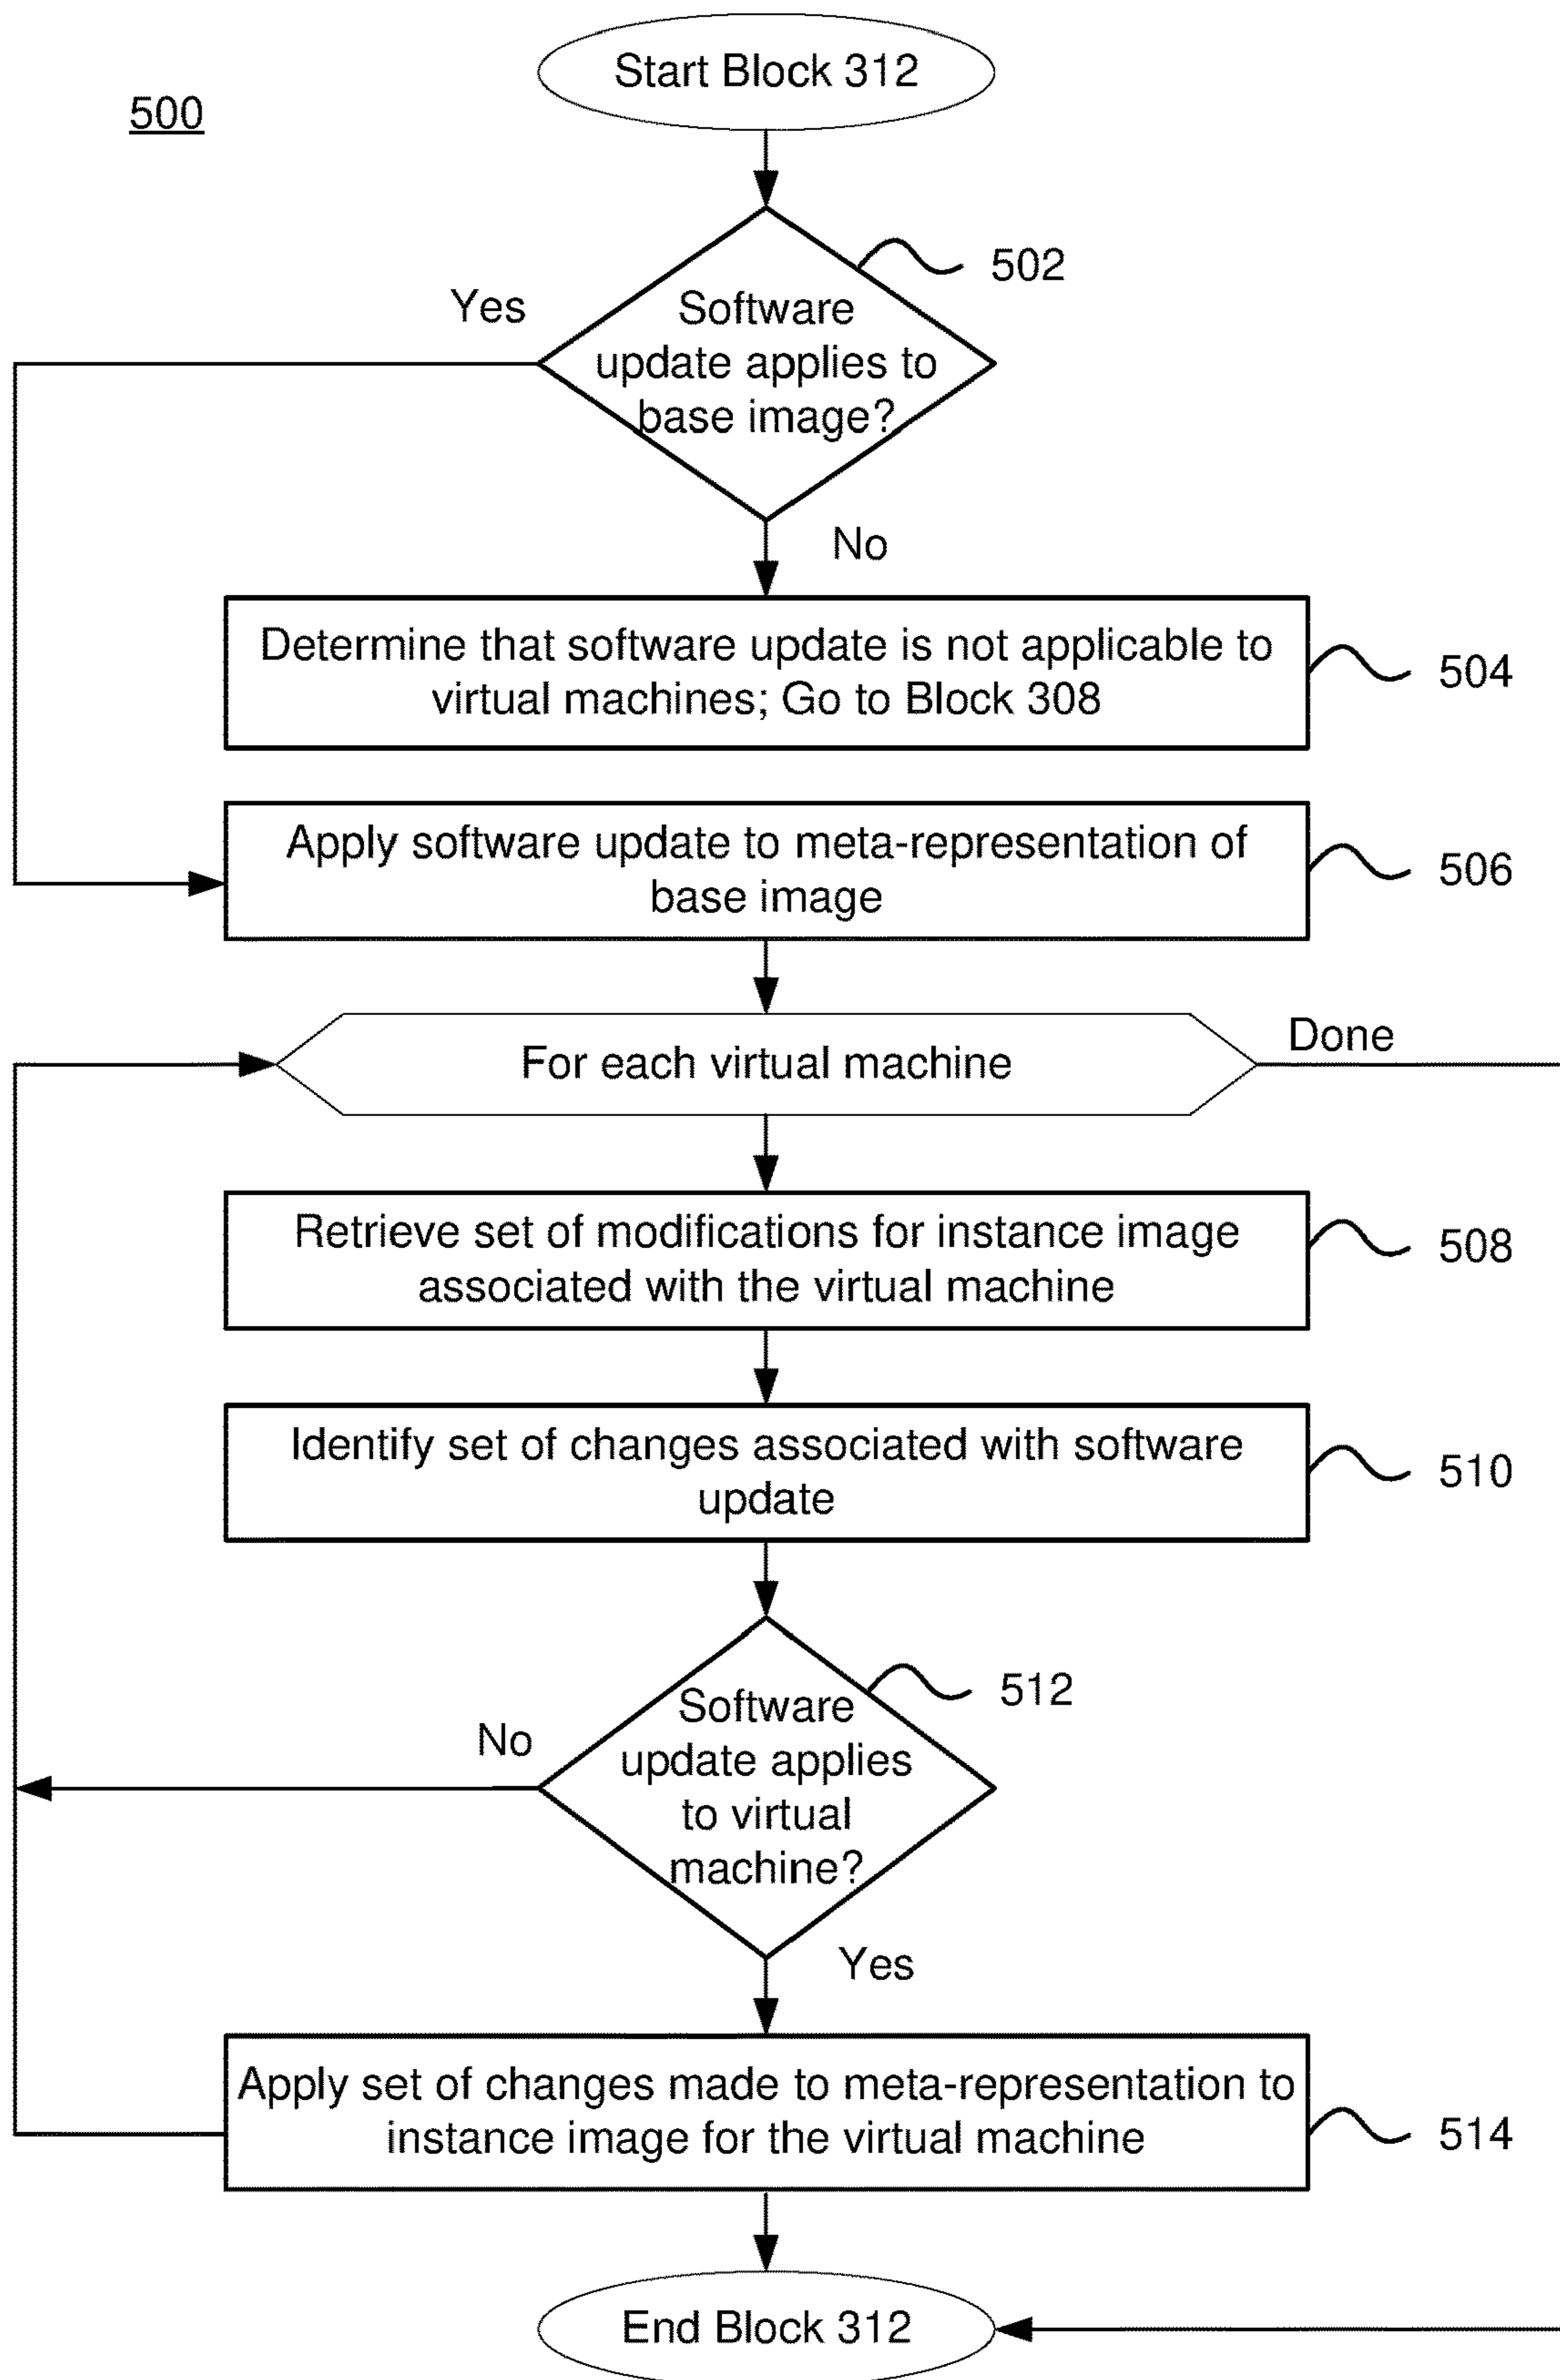 Start Block 312
500
502
Yes
Software
update applies to
base image?
No
Determine that software update is not applicable to
virtual machines; Go to Block 308
504
Apply software update to meta-representation of
base image
506
Done
For each virtual machine
Retrieve set of modifications for instance image
associated with the virtual machine
508
Identify set of changes associated with software
update
510
512
No
Software
update applies
to virtual
machine?
Yes
Apply set of changes made to meta-representation to
instance image for the virtual machine
514
End Block 312